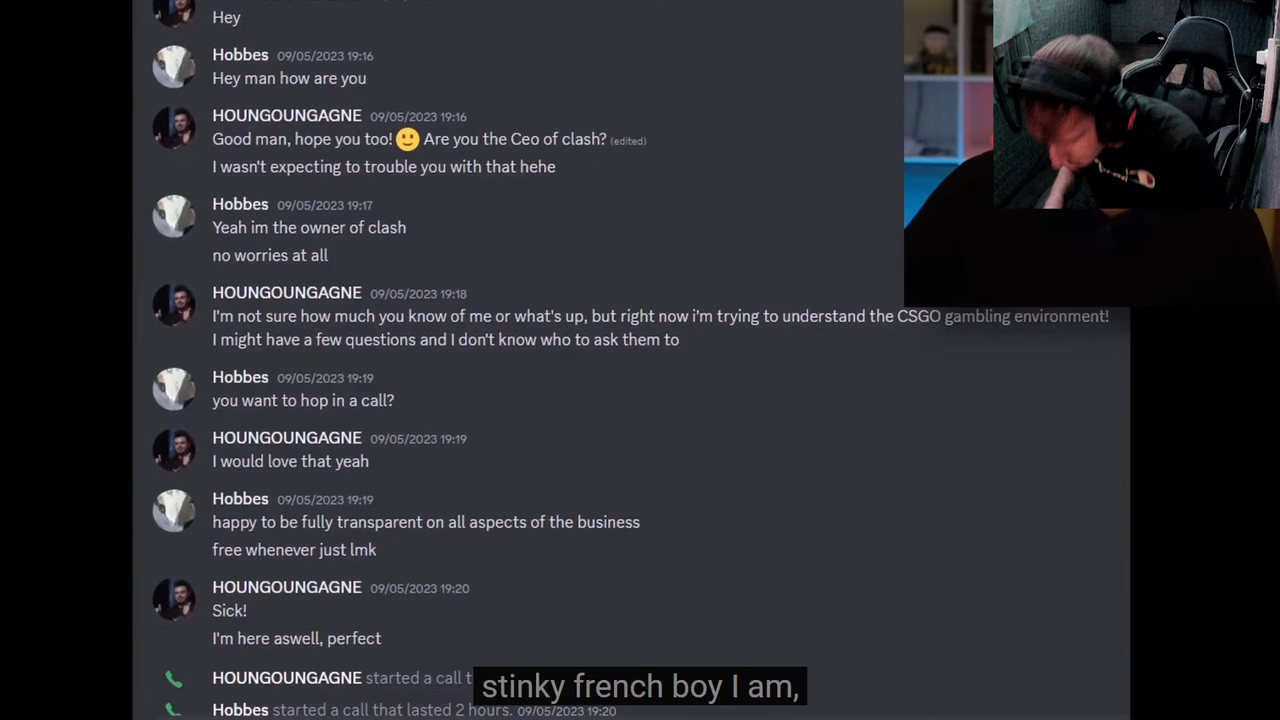 Hey
Hobbes 09/05/2023 19:16
Hey man how are you
HOUNGOUNGAGNE 09/05/2023 19:16
Good man, hope you too! 🙂 Are you the Ceo of clash? (edited)
I wasn't expecting to trouble you with that hehe
Hobbes 09/05/2023 19:17
Yeah im the owner of clash
no worries at all
HOUNGOUNGAGNE 09/05/2023 19:18
I'm not sure how much you know of me or what's up, but right now i'm trying to understand the CSGO gambling environment!
I might have a few questions and I don't know who to ask them to
Hobbes 09/05/2023 19:19
you want to hop in a call?
HOUNGOUNGAGNE 09/05/2023 19:19
I would love that yeah
Hobbes 09/05/2023 19:19
happy to be fully transparent on all aspects of the business
free whenever just lmk
HOUNGOUNGAGNE 09/05/2023 19:20
Sick!
I'm here aswell, perfect
HOUNGOUNGAGNE started a call t
stinky french boy I am,
Hobbes started a call that lasted 2 hours. 09/05/2023 19:20